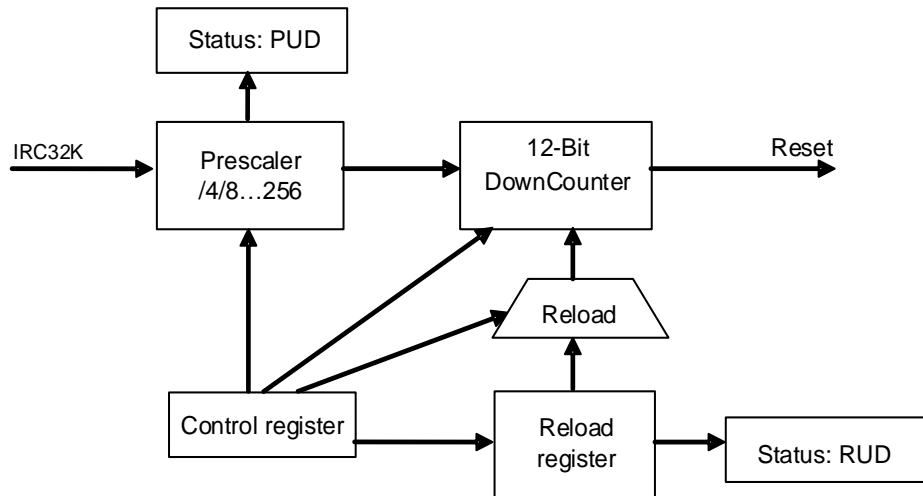 Status: PUD
IRC32K
Prescaler
/4/8…256
12-Bit
DownCounter
Reset
Reload
Control register
Reload
register
Status: RUD